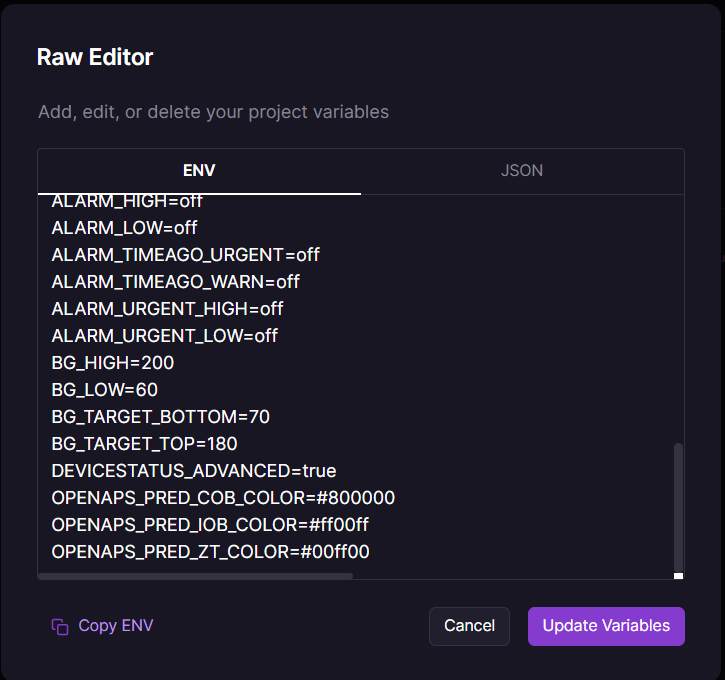 Raw Editor
Add, edit, or delete your project variables
ENV
JSON
ALARM_HIGH=off
ALARM_LOW=off
ALARM_TIMEAGO_URGENT=off
ALARM_TIMEAGO_WARN=off
ALARM_URGENT_HIGH=off
ALARM_URGENT_LOW=off
BG_HIGH=200
BG_LOW=60
BG_TARGET_BOTTOM=70
BG_TARGET_TOP=180
DEVICESTATUS_ADVANCED=true
OPENAPS_PRED_COB_COLOR=#800000
OPENAPS_PRED_IOB_COLOR=#ff00ff
OPENAPS_PRED_ZT_COLOR=#00ff00
Copy ENV
Cancel
Update Variables